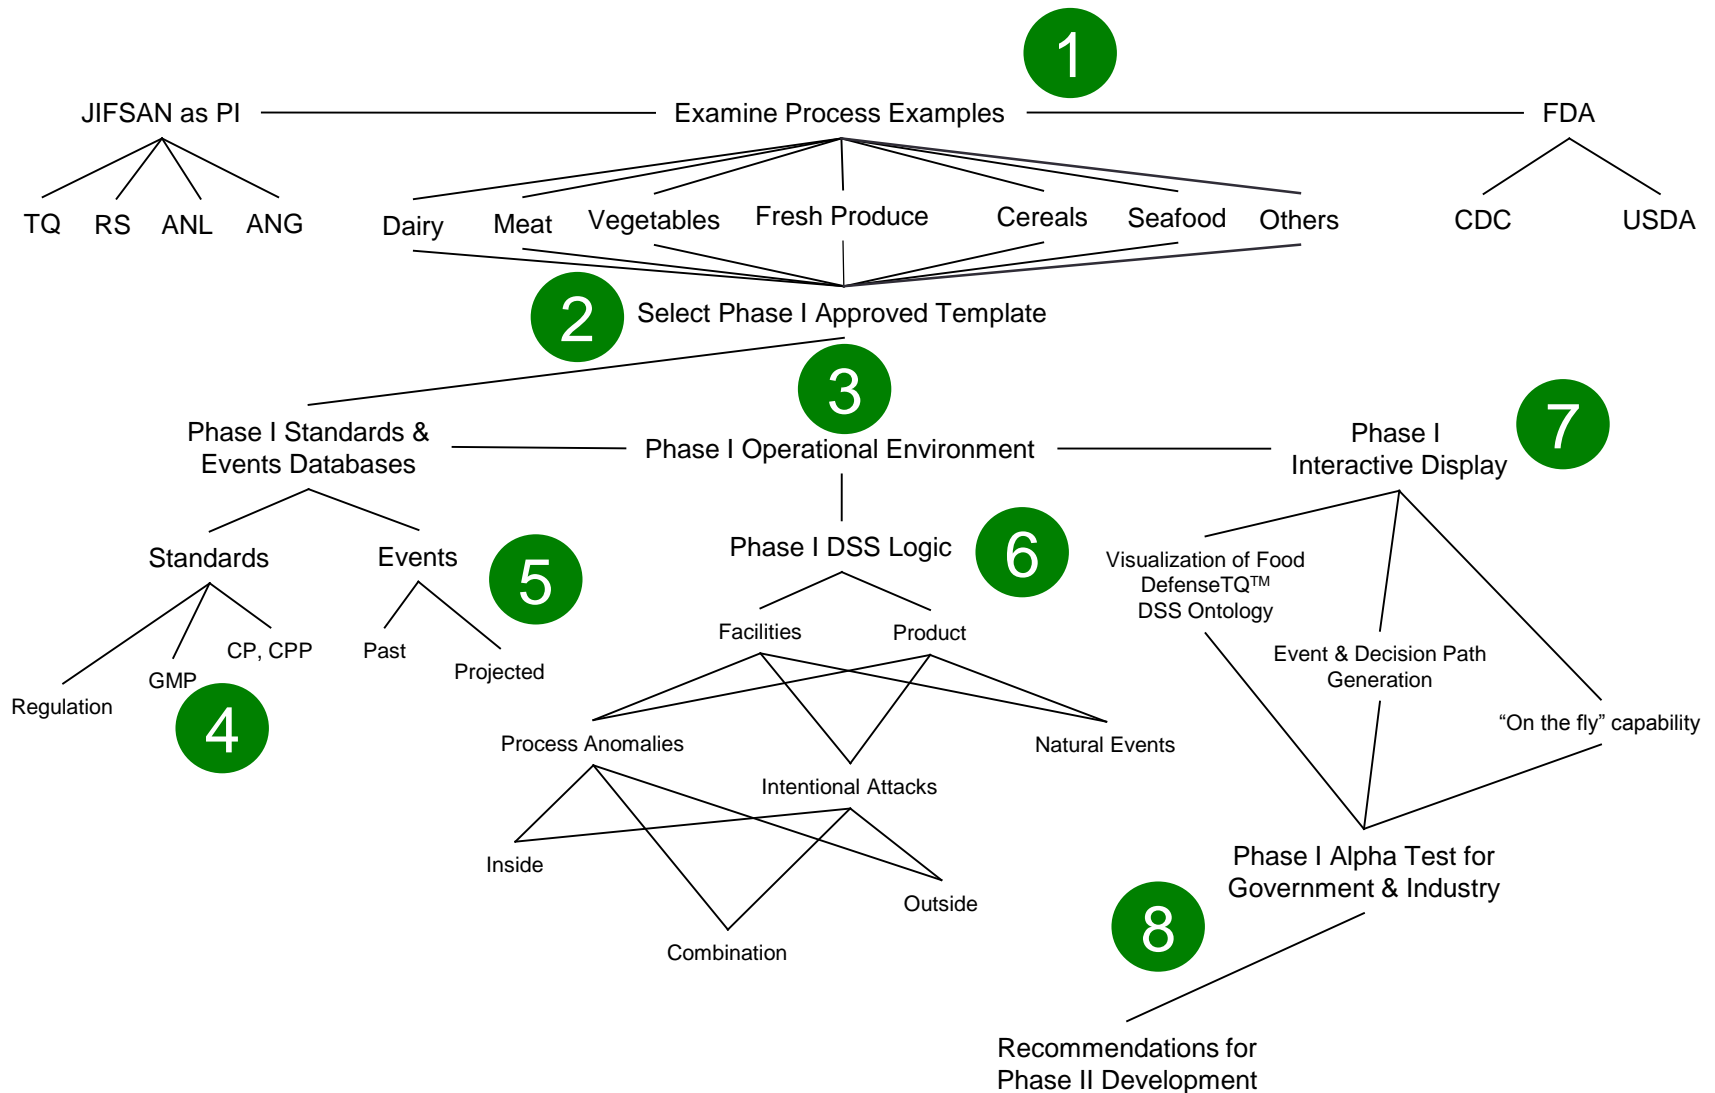 1
JIFSAN as PI
Examine Process Examples
FDA
TQ
RS
ANL
ANG
Dairy
Meat
Vegetables
Fresh Produce
Cereals
Seafood
Others
CDC
USDA
2
Select Phase I Approved Template
3
Phase I Standards &
Events Databases
Phase I Operational Environment
Phase I
Interactive Display
7
Standards
Events
5
Phase I DSS Logic
6
Visualization of Food
DefenseTQ™
DSS Ontology
Regulation
GMP
CP, CPP
4
Past
Projected
Facilities
Product
Event & Decision Path
Generation
“On the fly” capability
Process Anomalies
Intentional Attacks
Natural Events
Inside
Combination
Outside
Phase I Alpha Test for
Government & Industry
8
Recommendations for
Phase II Development